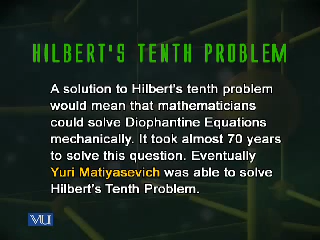 HILBERT'S TENTH PROBLEM
A solution to Hilbert's tenth problem
would mean that mathematicians
could solve Diophantine Equations
mechanically. It took almost 70 years
to solve this question. Eventually
Yuri Matiyasevich was able to solve
Hilbert's Tenth Problem.
VU